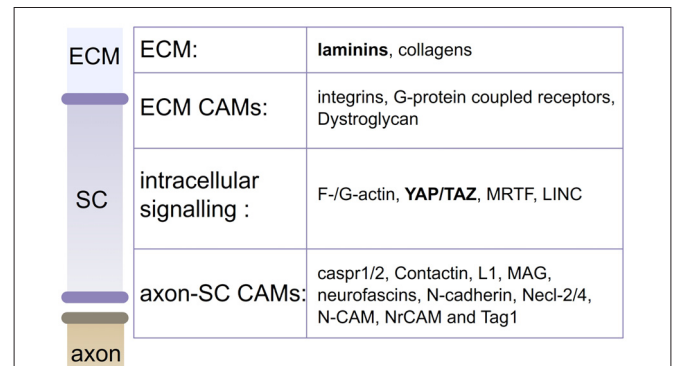 ECM
ECM:
laminins, collagens
ECM CAMs:
integrins, G-protein coupled receptors,
Dystroglycan
SC
intracellular
signalling :
F-/G-actin, YAP/TAZ, MRTF, LINC
axon-SC CAMs:
caspr1/2, Contactin, L1, MAG,
neurofascins, N-cadherin, Necl-2/4,
N-CAM, NrCAM and Tag1
axon